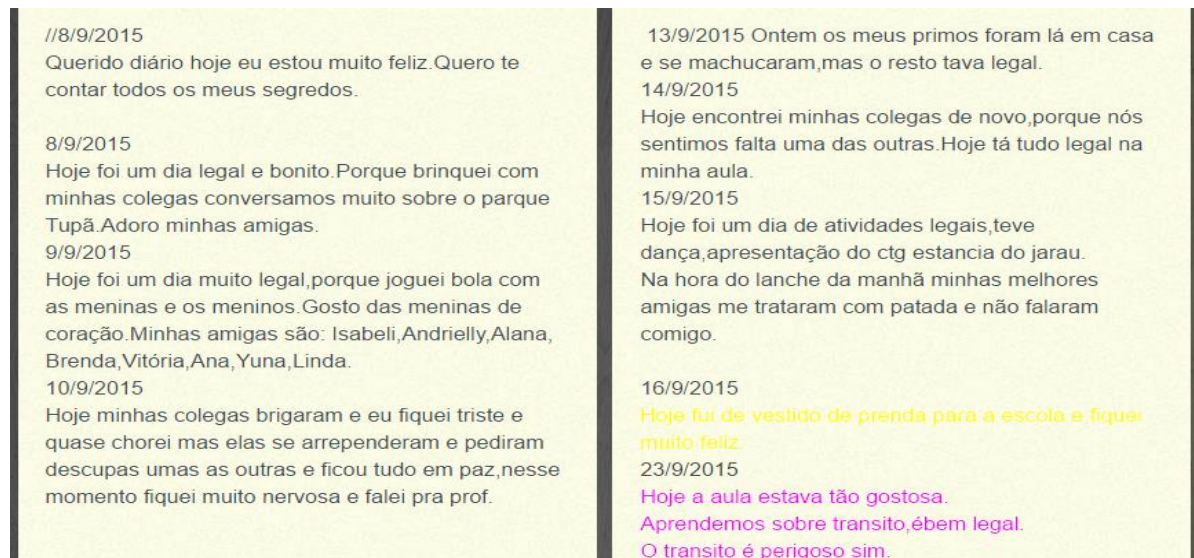 //8/9/2015
Querido diário hoje eu estou muito feliz.Quero te
contar todos os meus segredos.
8/9/2015
Hoje foi um dia legal e bonito.Porque brinquei com
minhas colegas conversamos muito sobre o parque
Tupã.Adoro minhas amigas.
9/9/2015
Hoje foi um dia muito legal,porque joguei bola com
as meninas e os meninos.Gosto das meninas de
coração.Minhas amigas são: Isabeli,Andrielly,Alana,
Brenda,Vitória,Ana,Yuna,Linda.
10/9/2015
Hoje minhas colegas brigaram e eu fiquei triste e
quase chorei mas elas se arrependeram e pediram
descupas umas as outras e ficou tudo em paz,nesse
momento fiquei muito nervosa e falei pra prof.
13/9/2015 Ontem os meus primos foram lá em casa
e se machucaram,mas o resto tava legal.
14/9/2015
Hoje encontrei minhas colegas de novo,porque nós
sentimos falta uma das outras.Hoje tá tudo legal na
minha aula.
15/9/2015
Hoje foi um dia de atividades legais,teve
dança,apresentação do ctg estancia do jarau.
Na hora do lanche da manhã minhas melhores
amigas me trataram com patada e não falaram
comigo.
16/9/2015
Hoje fui de vestido de prenda para a escola e fiquei
muito feliz.
23/9/2015
Hoje a aula estava tão gostosa.
Aprendemos sobre transito,ébem legal.
O transito é perigoso sim.